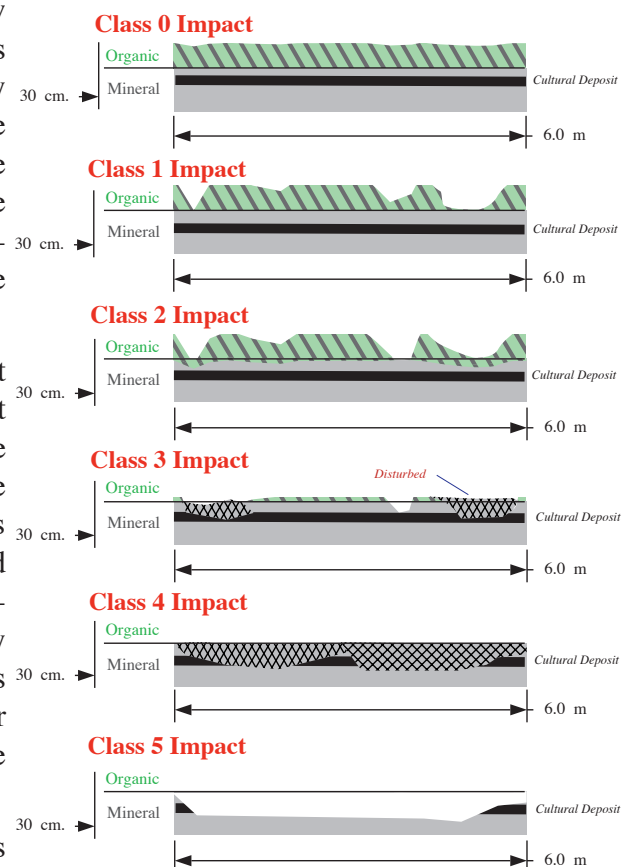 Class 0 Impact
Organic
Mineral
30 cm.
Cultural Deposit
6.0 m
Class 1 Impact
Organic
Mineral
30 cm.
Cultural Deposit
6.0 m
Class 2 Impact
Organic
Mineral
30 cm.
Cultural Deposit
6.0 m
Class 3 Impact
Disturbed
Organic
Mineral
30 cm.
Cultural Deposit
6.0 m
Class 4 Impact
Organic
Mineral
30 cm.
Cultural Deposit
6.0 m
Class 5 Impact
Organic
Mineral
30 cm.
Cultural Deposit
6.0 m